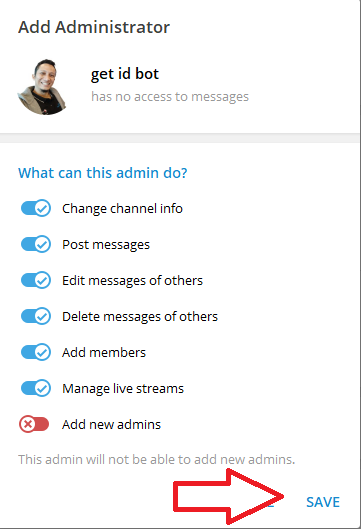 Add Administrator
get id bot
has no access to messages
What can this admin do?
Change channel info
Post messages
Edit messages of others
Delete messages of others
Add members
Manage live streams
Add new admins
This admin will not be able to add new admins.
SAVE